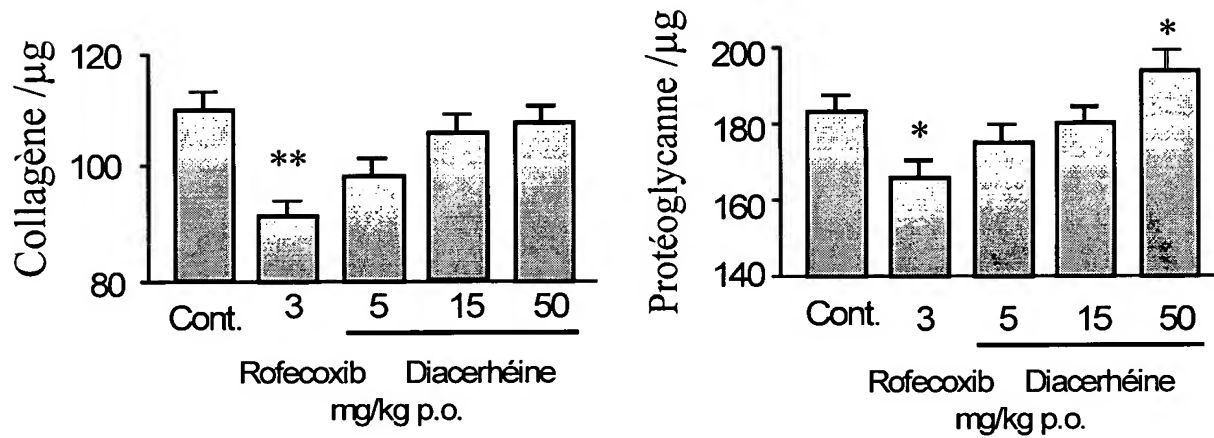 Collagène /µg
120
100
80
**
Cont. 3 5 15 50
Rofecoxib Diacerhéine
mg/kg p.o.
Protéoglycanne /µg
200
180
160
140
*
*
Cont. 3 5 15 50
Rofecoxib Diacerhéine
mg/kg p.o.